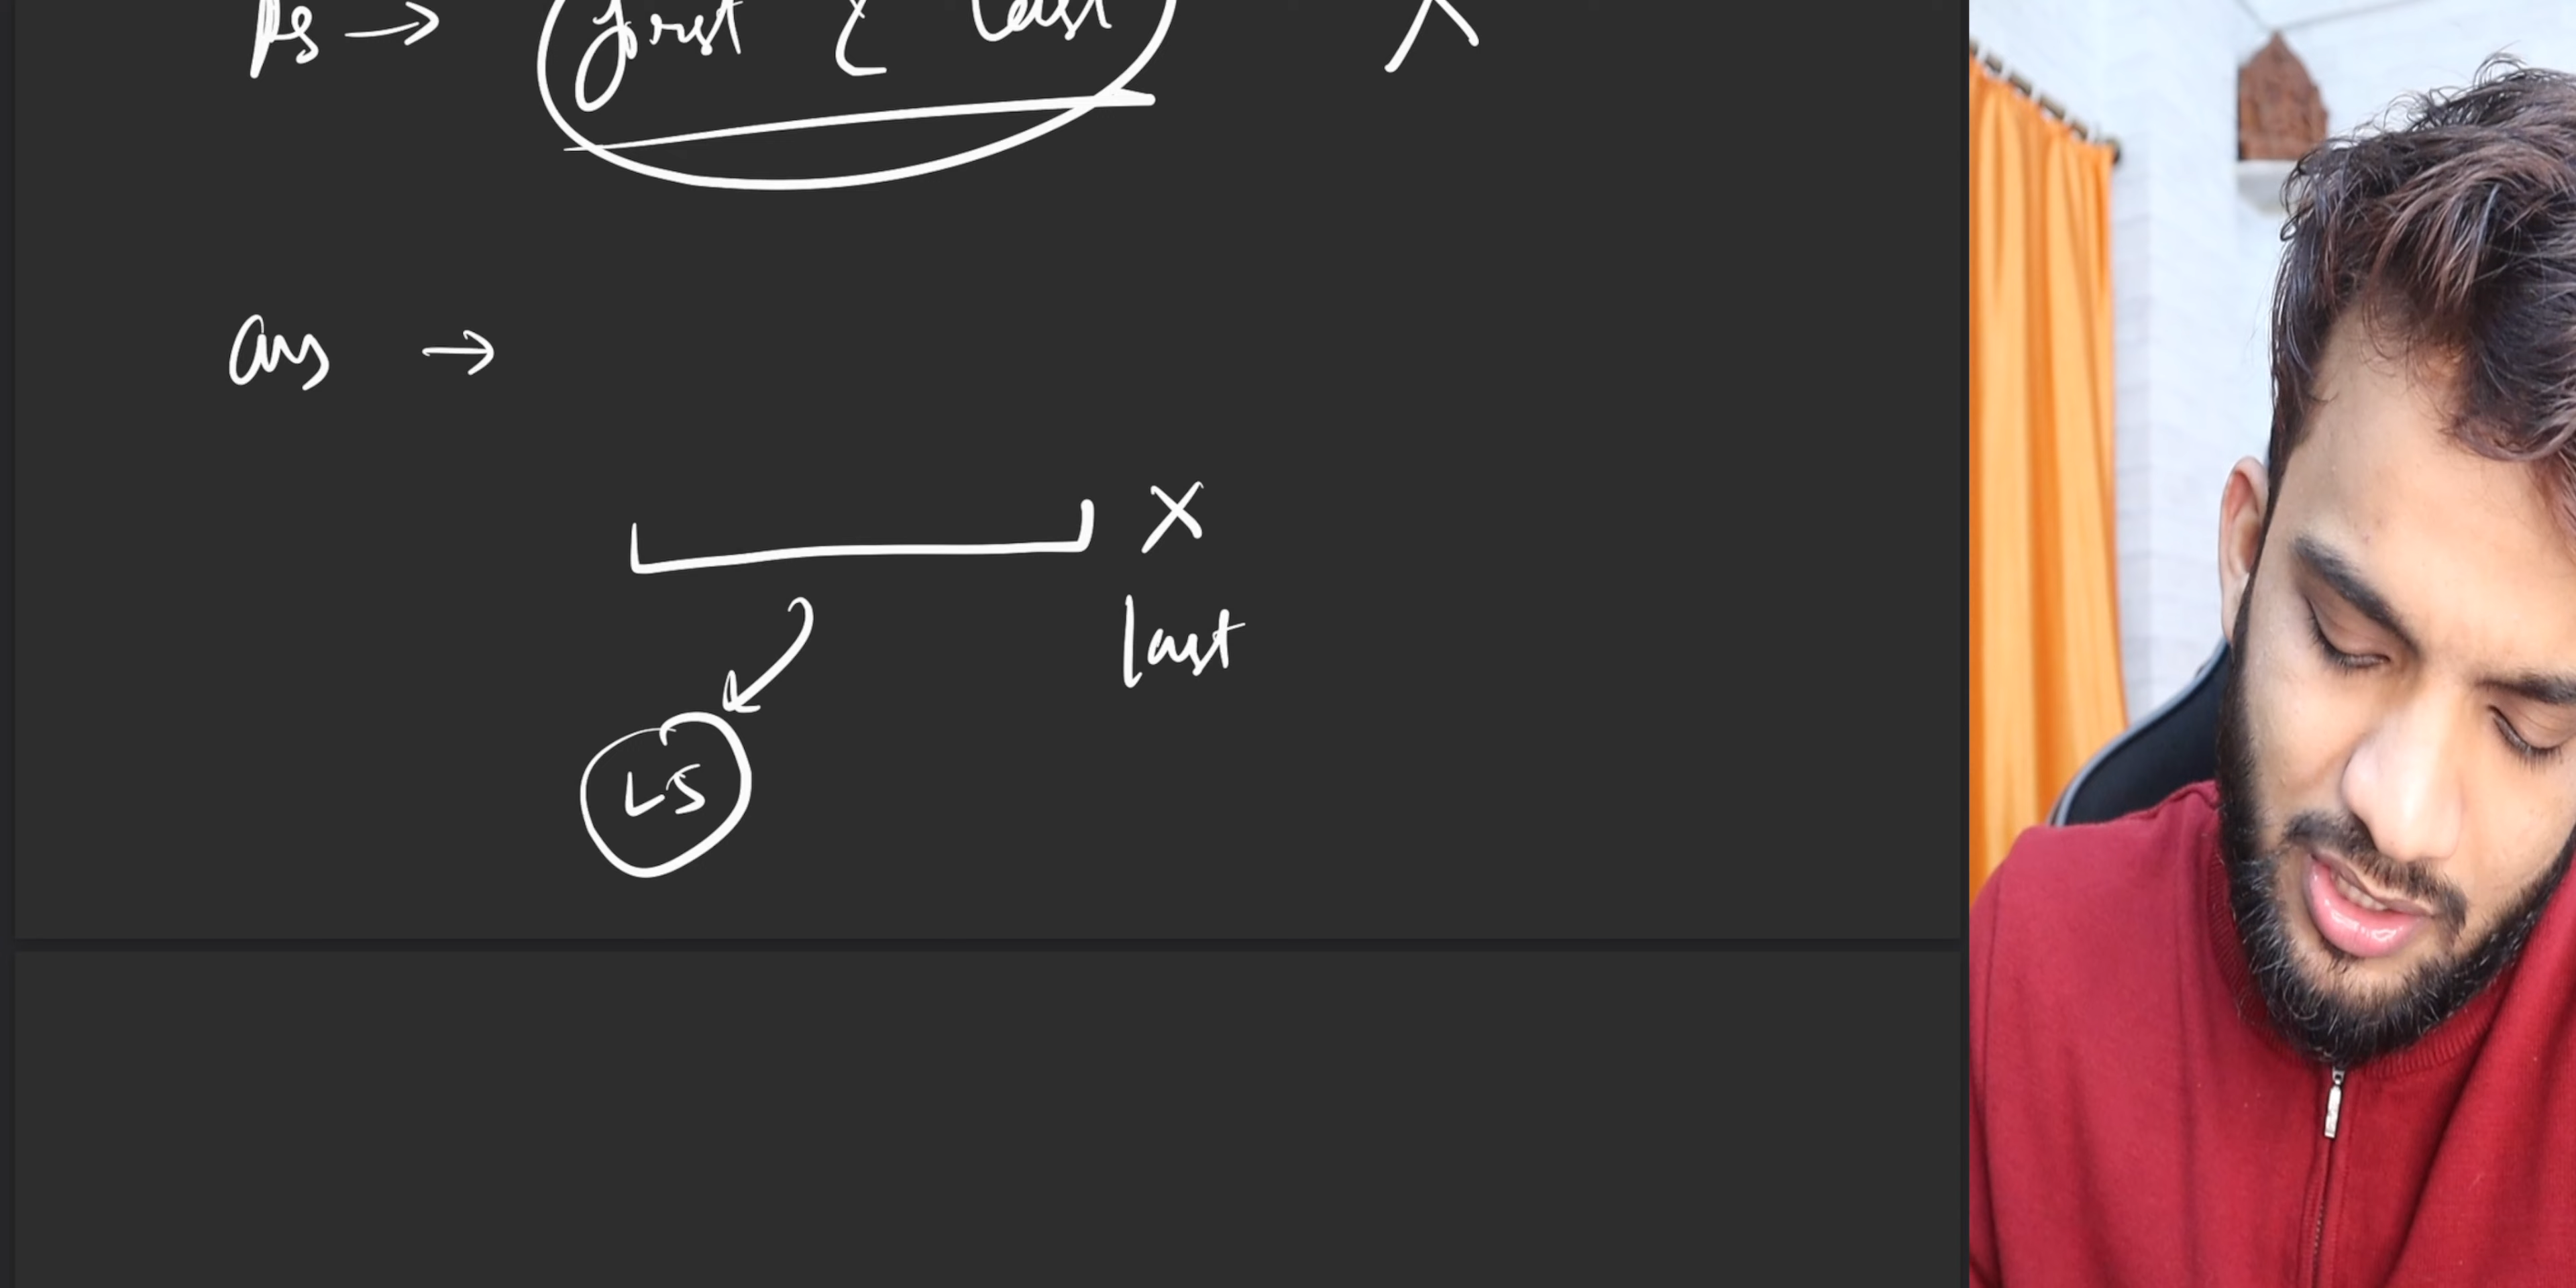 ps → first & last X
ans →
X
last
LS